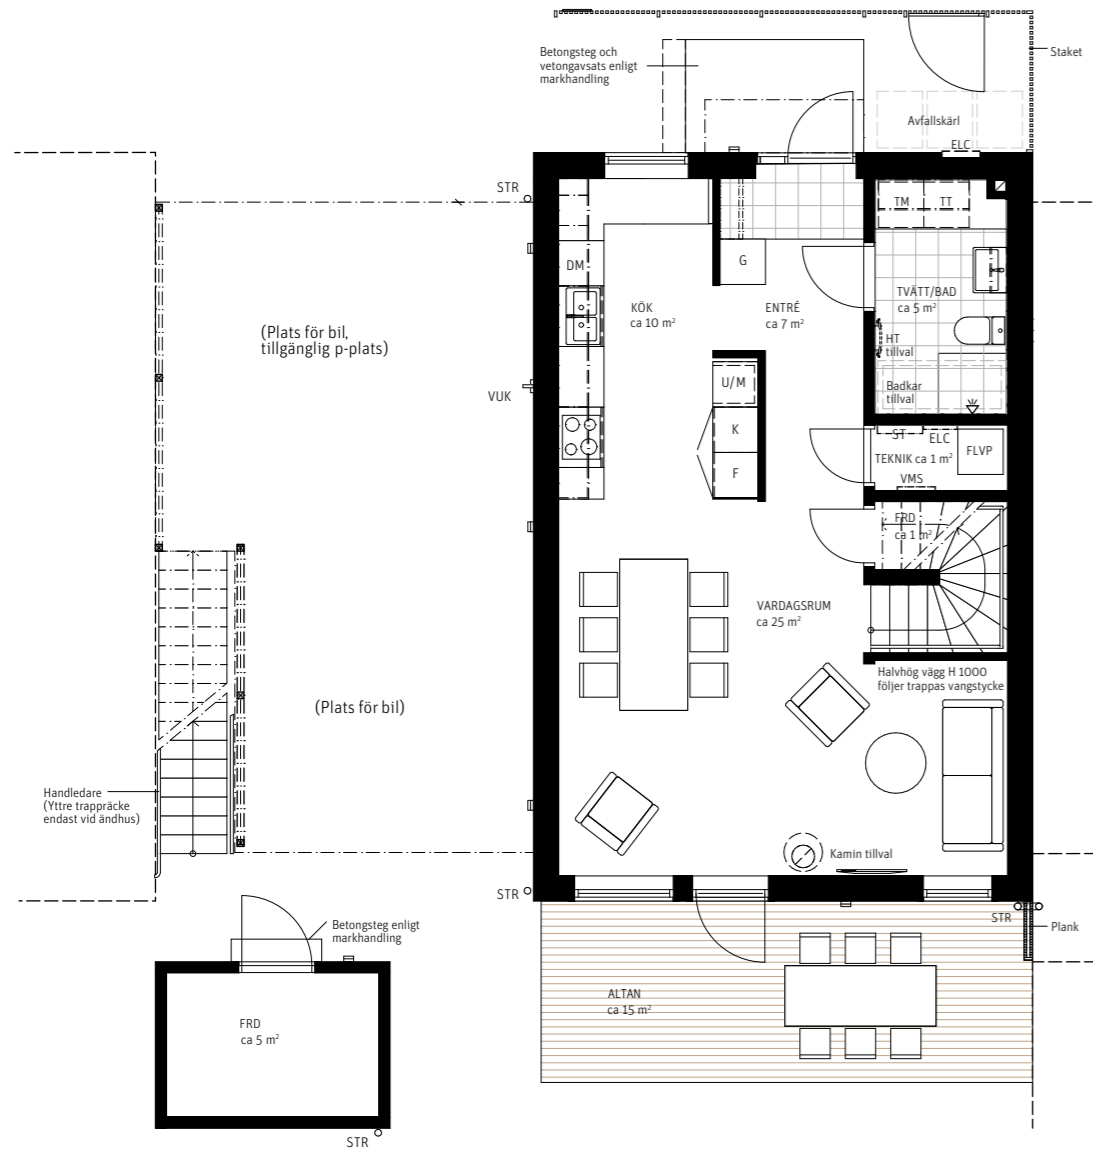 Betongsteg och
vetongavsats enligt
markhandling
Staket
Avfallskärl
ELC
STR
TM
TT
DM
G
KÖK
ca 10 m²
ENTRÉ
ca 7 m²
TVÄTT/BAD
ca 5 m²
HT
tillval
(Plats för bil,
tillgänglig p-plats)
U/M
Badkar
tillval
VUK
K
F
ST
ELC
TEKNIK ca 1 m²
FLVP
VMS
FRD
ca 1 m²
VARDAGSRUM
ca 25 m²
Halvhög vägg H 1000
följer trappas vangstycke
(Plats för bil)
Handledare
(Yttre trappräcke
endast vid ändhus)
Kamin tillval
STR
STR
Plank
Betongsteg enligt
markhandling
ALTAN
ca 15 m²
FRD
ca 5 m²
STR